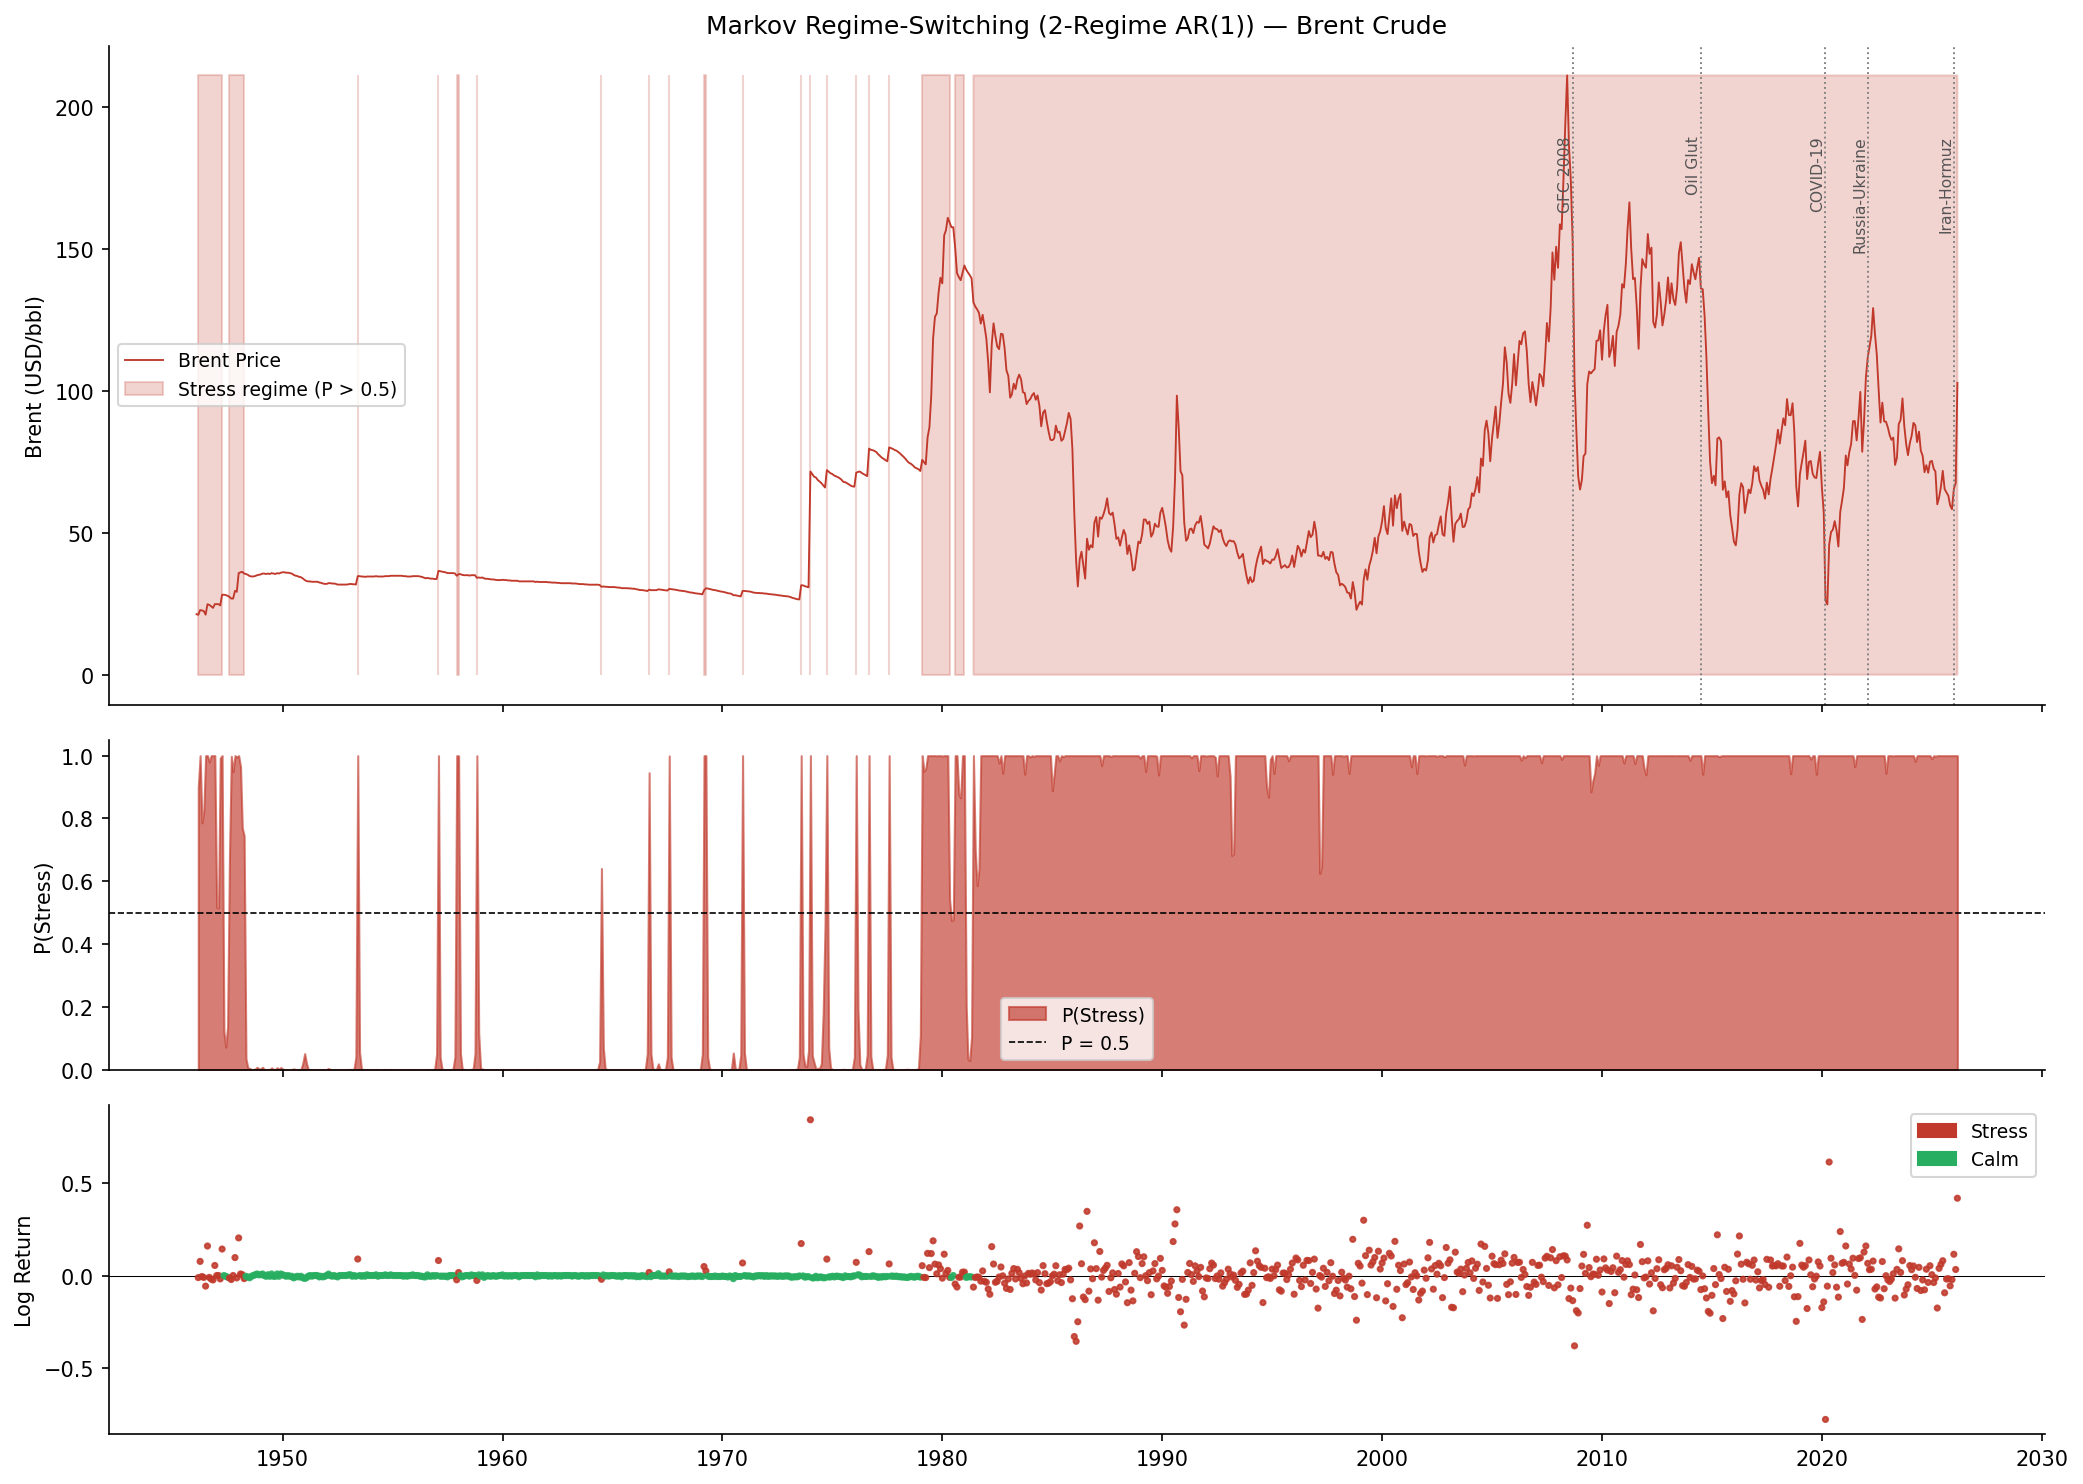 Markov Regime-Switching (2-Regime AR(1)) — Brent Crude
Brent (USD/bbl)
200
150
100
50
0
Brent Price
Stress regime (P > 0.5)
GFC 2008
Oil Glut
COVID-19
Russia-Ukraine
Iran-Hormuz
P(Stress)
1.0
0.8
0.6
0.4
0.2
0.0
P(Stress)
P = 0.5
Log Return
0.5
0.0
−0.5
Stress
Calm
1950
1960
1970
1980
1990
2000
2010
2020
2030